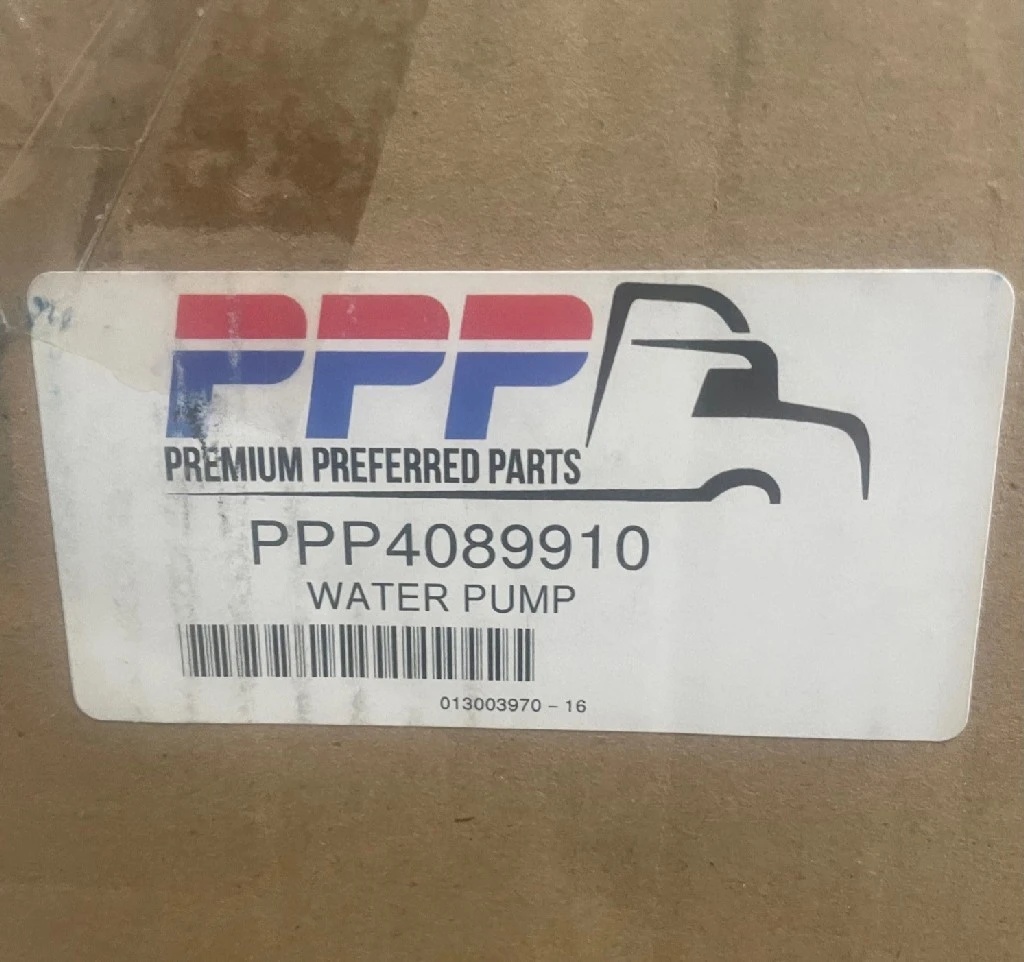 PPP
PREMIUM PREFERRED PARTS
PPP4089910
WATER PUMP
013003970 - 16